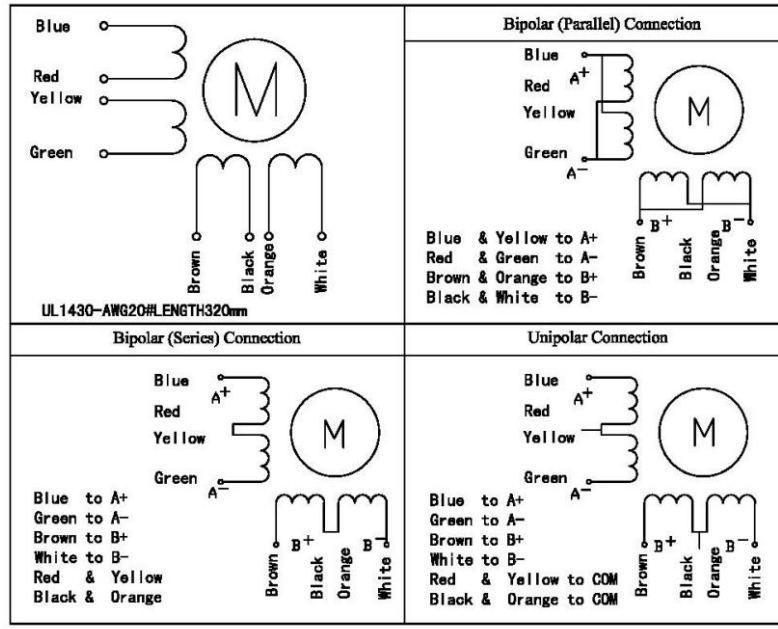 Blue
Red
Yellow
Green
Brown
Black
Orange
White
M
UL1430-AWG20#LENGTH320mm
Bipolar (Parallel) Connection
Blue
A+
Red
Yellow
Green
A-
M
B+ B-
Brown
Black
Orange
White
Blue & Yellow to A+
Red & Green to A-
Brown & Orange to B+
Black & White to B-
Bipolar (Series) Connection
Blue
A+
Red
Yellow
Green
A-
M
B+ B-
Brown
Black
Orange
White
Blue to A+
Green to A-
Brown to B+
White to B-
Red & Yellow
Black & Orange
Unipolar Connection
Blue
A+
Red
Yellow
Green
A-
M
B+ B-
Brown
Black
Orange
White
Blue to A+
Green to A-
Brown to B+
White to B-
Red & Yellow to COM
Black & Orange to COM